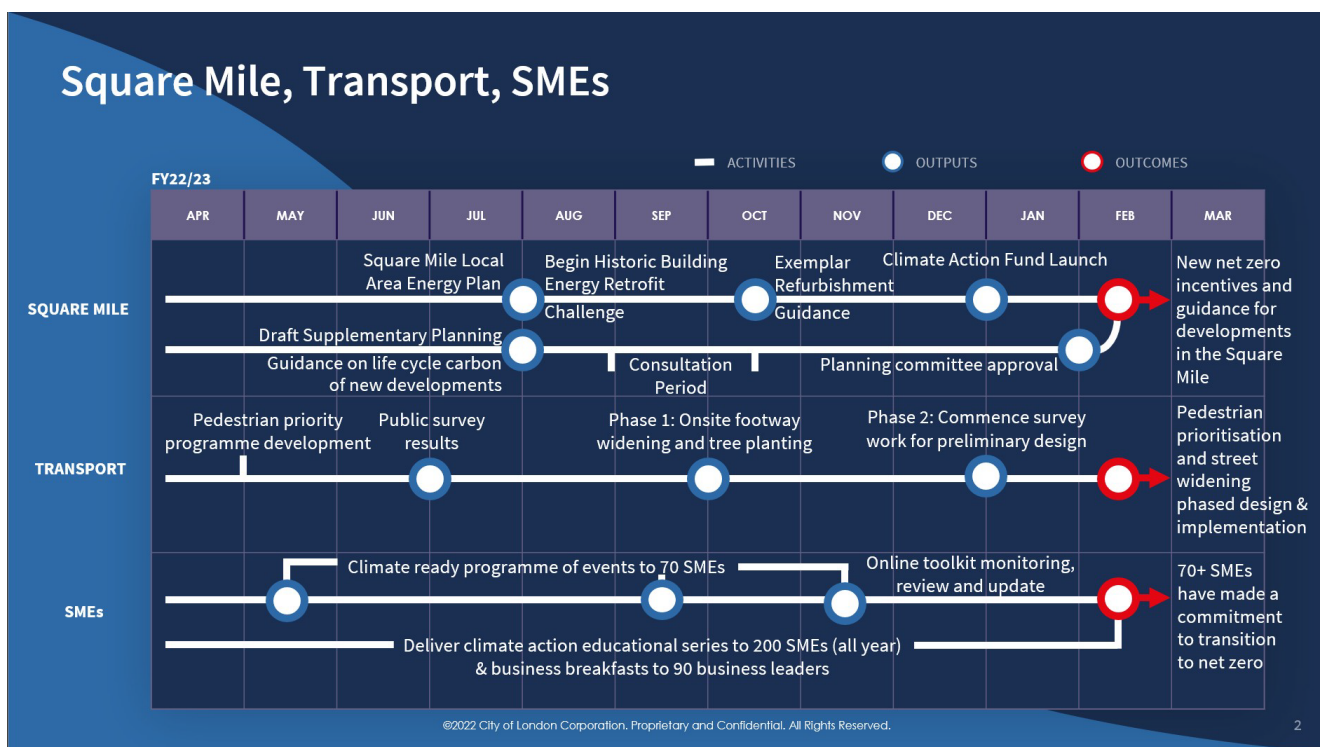 Square Mile, Transport, SMEs
ACTIVITIES
OUTPUTS
OUTCOMES
FY22/23
APR
MAY
JUN
JUL
AUG
SEP
OCT
NOV
DEC
JAN
FEB
MAR
SQUARE MILE
Square Mile Local
Area Energy Plan
Begin Historic Building
Energy Retrofit
Challenge
Exemplar
Refurbishment
Guidance
Climate Action Fund Launch
New net zero
incentives and
guidance for
developments
in the Square
Mile
Draft Supplementary Planning
Guidance on life cycle carbon
of new developments
Consultation
Period
Planning committee approval
TRANSPORT
Pedestrian priority
programme development
Public survey
results
Phase 1: Onsite footway
widening and tree planting
Phase 2: Commence survey
work for preliminary design
Pedestrian
prioritisation
and street
widening
phased design &
implementation
SMEs
Climate ready programme of events to 70 SMEs
Online toolkit monitoring,
review and update
70+ SMEs
have made a
commitment
to transition
to net zero
Deliver climate action educational series to 200 SMEs (all year)
& business breakfasts to 90 business leaders
©2022 City of London Corporation. Proprietary and Confidential. All Rights Reserved.
2